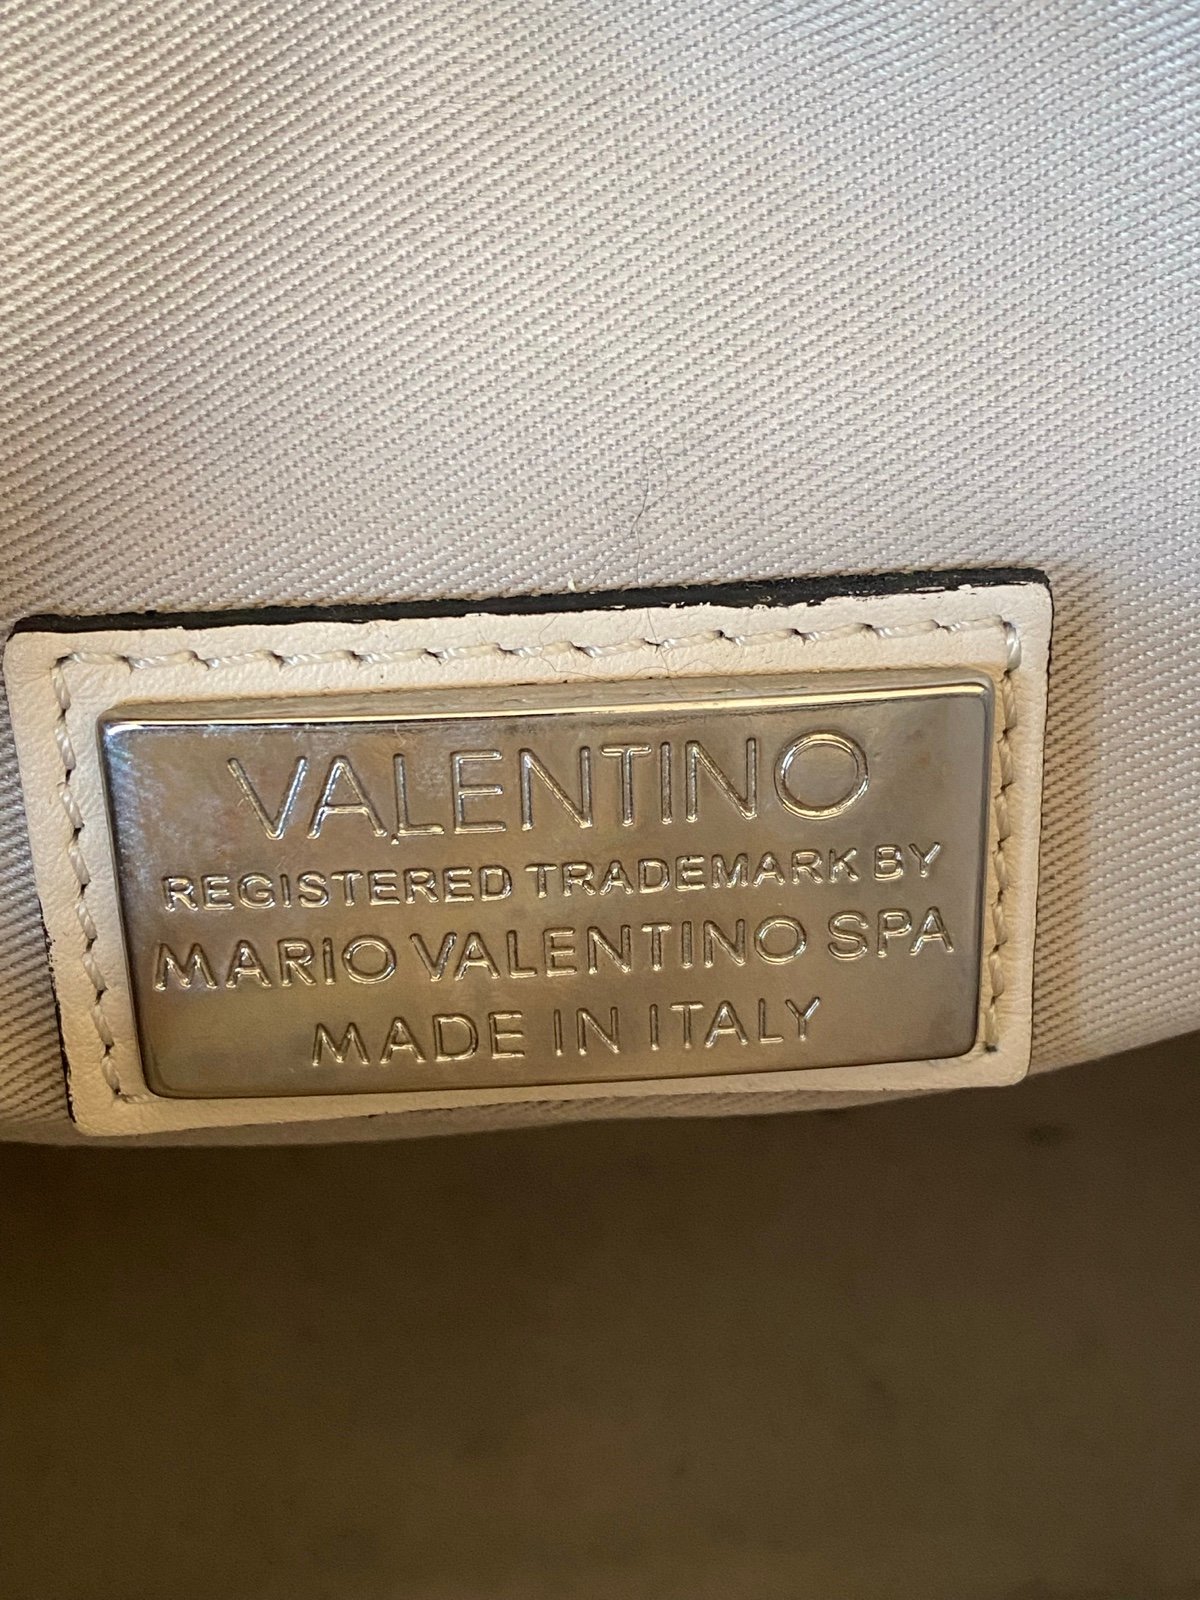 VALENTINO
REGISTERED TRADEMARK BY
MARIO VALENTINO SPA
MADE IN ITALY